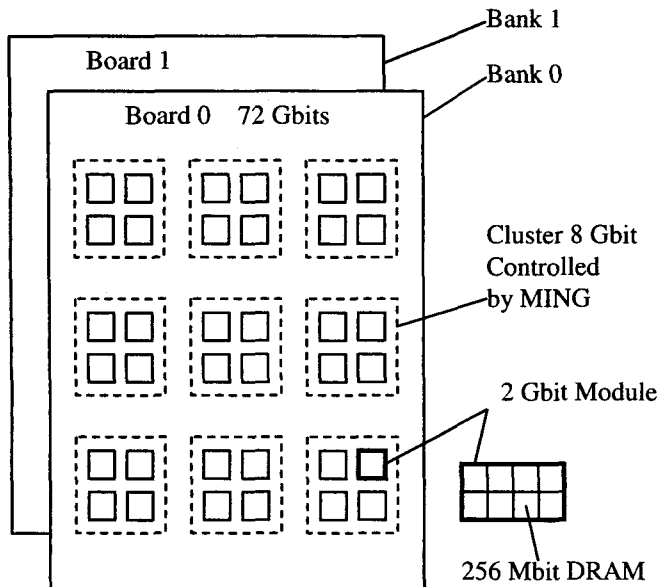 Bank 1
Board 1
Bank 0
Board 0 72 Gbits
Cluster 8 Gbit
Controlled
by MING
2 Gbit Module
256 Mbit DRAM